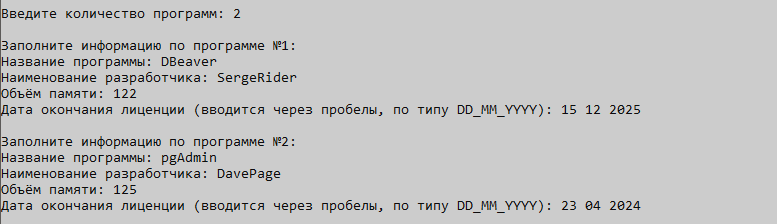 Введите количество программ: 2
Заполните информацию по программе №1:
Название программы: DBeaver
Наименование разработчика: SergeRider
Объём памяти: 122
Дата окончания лиценции (вводится через пробелы, по типу DD_MM_YYYY): 15 12 2025
Заполните информацию по программе №2:
Название программы: pgAdmin
Наименование разработчика: DavePage
Объём памяти: 125
Дата окончания лиценции (вводится через пробелы, по типу DD_MM_YYYY): 23 04 2024